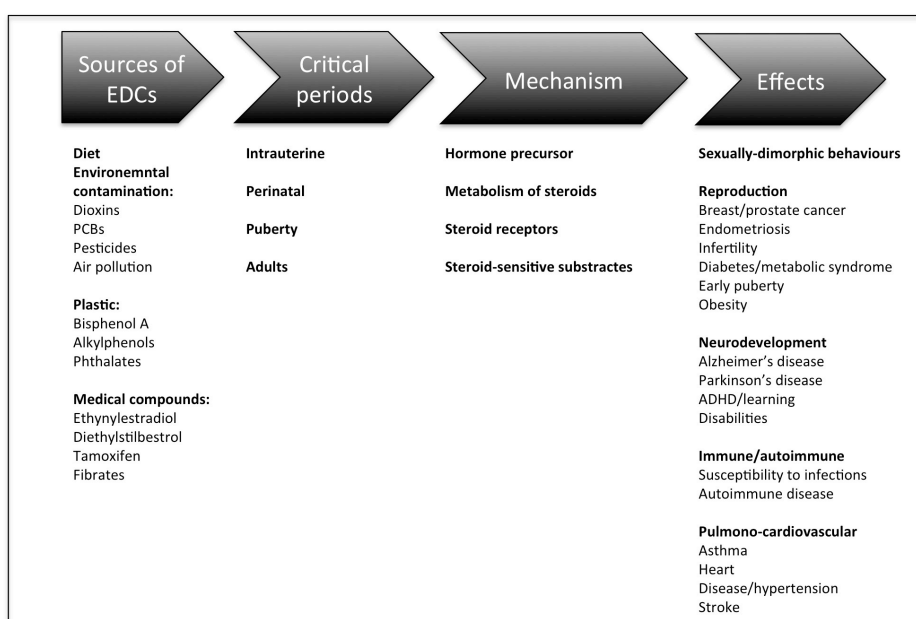 Sources of
EDCs
Critical
periods
Mechanism
Effects
Diet
Environemntal
contamination:
Dioxins
PCBs
Pesticides
Air pollution
Plastic:
Bisphenol A
Alkylphenols
Phthalates
Medical compounds:
Ethynylestradiol
Diethylstilbestrol
Tamoxifen
Fibrates
Intrauterine
Perinatal
Puberty
Adults
Hormone precursor
Metabolism of steroids
Steroid receptors
Steroid-sensitive substractes
Sexually-dimorphic behaviours
Reproduction
Breast/prostate cancer
Endometriosis
Infertility
Diabetes/metabolic syndrome
Early puberty
Obesity
Neurodevelopment
Alzheimer's disease
Parkinson's disease
ADHD/learning
Disabilities
Immune/autoimmune
Susceptibility to infections
Autoimmune disease
Pulmono-cardiovascular
Asthma
Heart
Disease/hypertension
Stroke